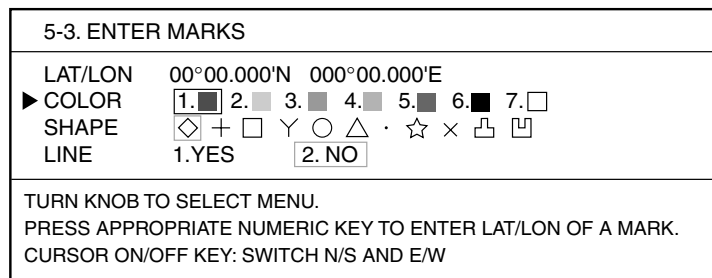 5-3. ENTER MARKS
LAT/LON 00°00.000'N 000°00.000'E
COLOR 1. 2. 3. 4. 5. 6. 7.
SHAPE
LINE 1.YES 2. NO
TURN KNOB TO SELECT MENU.
PRESS APPROPRIATE NUMERIC KEY TO ENTER LAT/LON OF A MARK.
CURSOR ON/OFF KEY: SWITCH N/S AND E/W